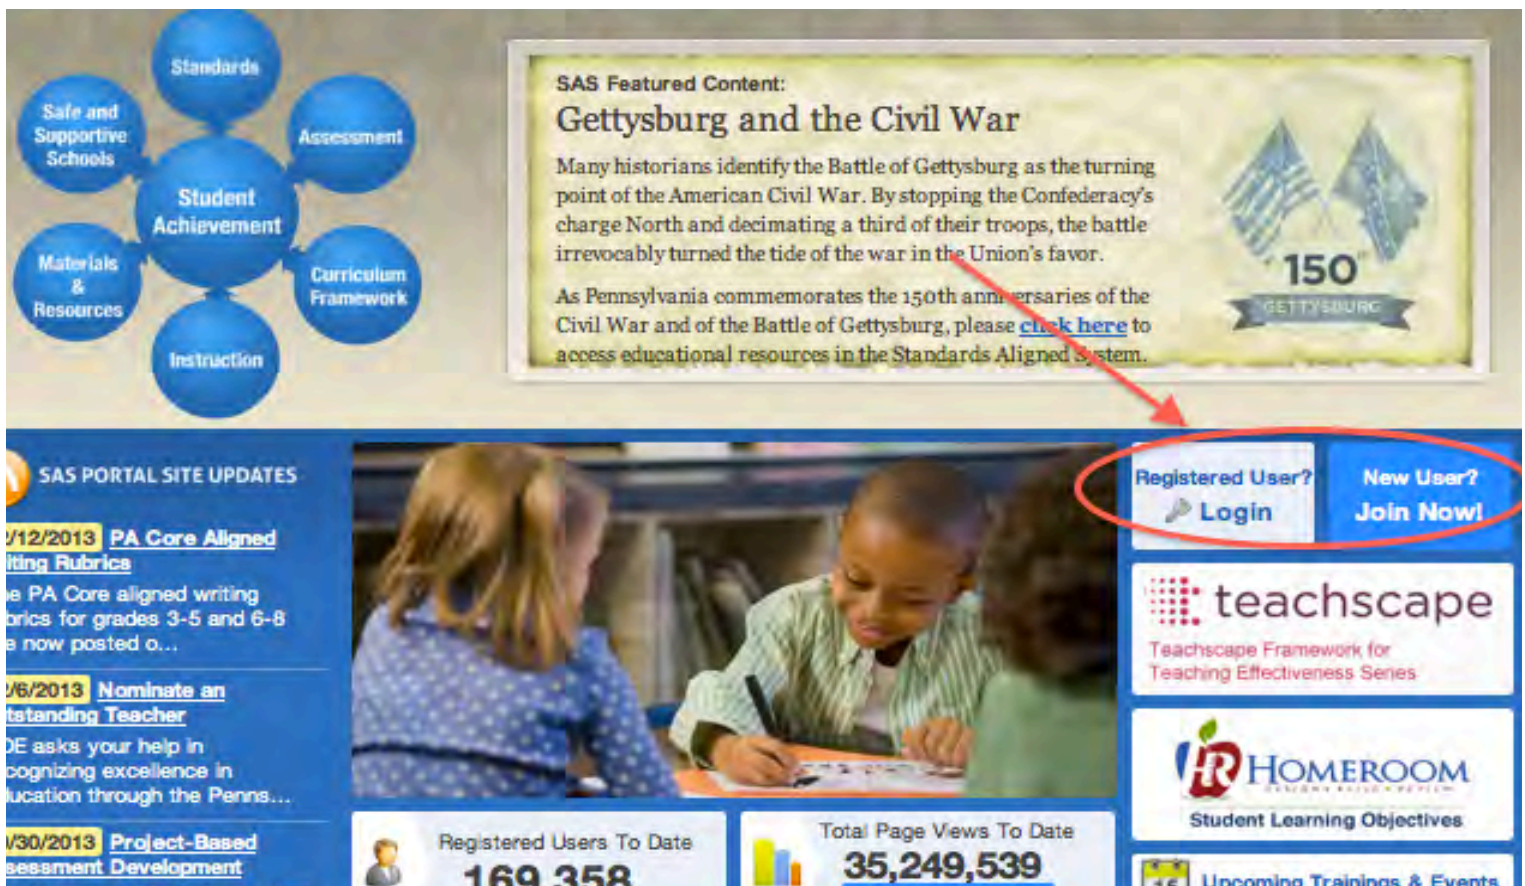 Standards
Safe and
Supportive
Schools
Assessment
Student
Achievement
Materials
&
Resources
Curriculum
Framework
Instruction
SAS Featured Content:
Gettysburg and the Civil War
Many historians identify the Battle of Gettysburg as the turning
point of the American Civil War. By stopping the Confederacy's
charge North and decimating a third of their troops, the battle
irrevocably turned the tide of the war in the Union's favor.
As Pennsylvania commemorates the 150th anniversaries of the
Civil War and of the Battle of Gettysburg, please click here to
access educational resources in the Standards Aligned System.
150
GETTYSBURG
SAS PORTAL SITE UPDATES
/12/2013 PA Core Aligned
iting Rubrics
e PA Core aligned writing
brics for grades 3-5 and 6-8
e now posted o...
/6/2013 Nominate an
tstanding Teacher
DE asks your help in
cognizing excellence in
ucation through the Penns...
/30/2013 Project-Based
sessment Development
Registered User?
Login
New User?
Join Now!
teachscape
Teachscape Framework for
Teaching Effectiveness Series
HR HOMEROOM
Student Learning Objectives
Registered Users To Date
169,358
Total Page Views To Date
35,249,539
16
Upcoming Trainings & Events